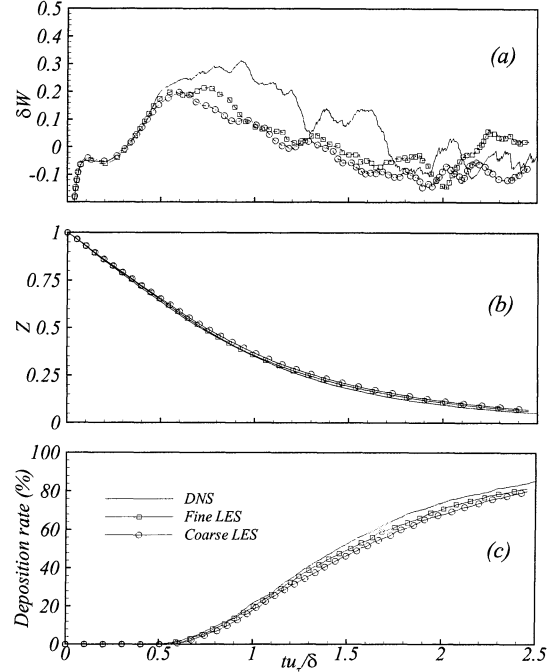 0.5
0.4
0.3
0.2
0.1
0
-0.1
δW
(a)
1
0.75
0.5
0.25
0
Z
(b)
100
80
60
40
20
0
Deposition rate (%)
DNS
Fine LES
Coarse LES
(c)
0 0.5 1 1.5 2 2.5
tuτ/δ